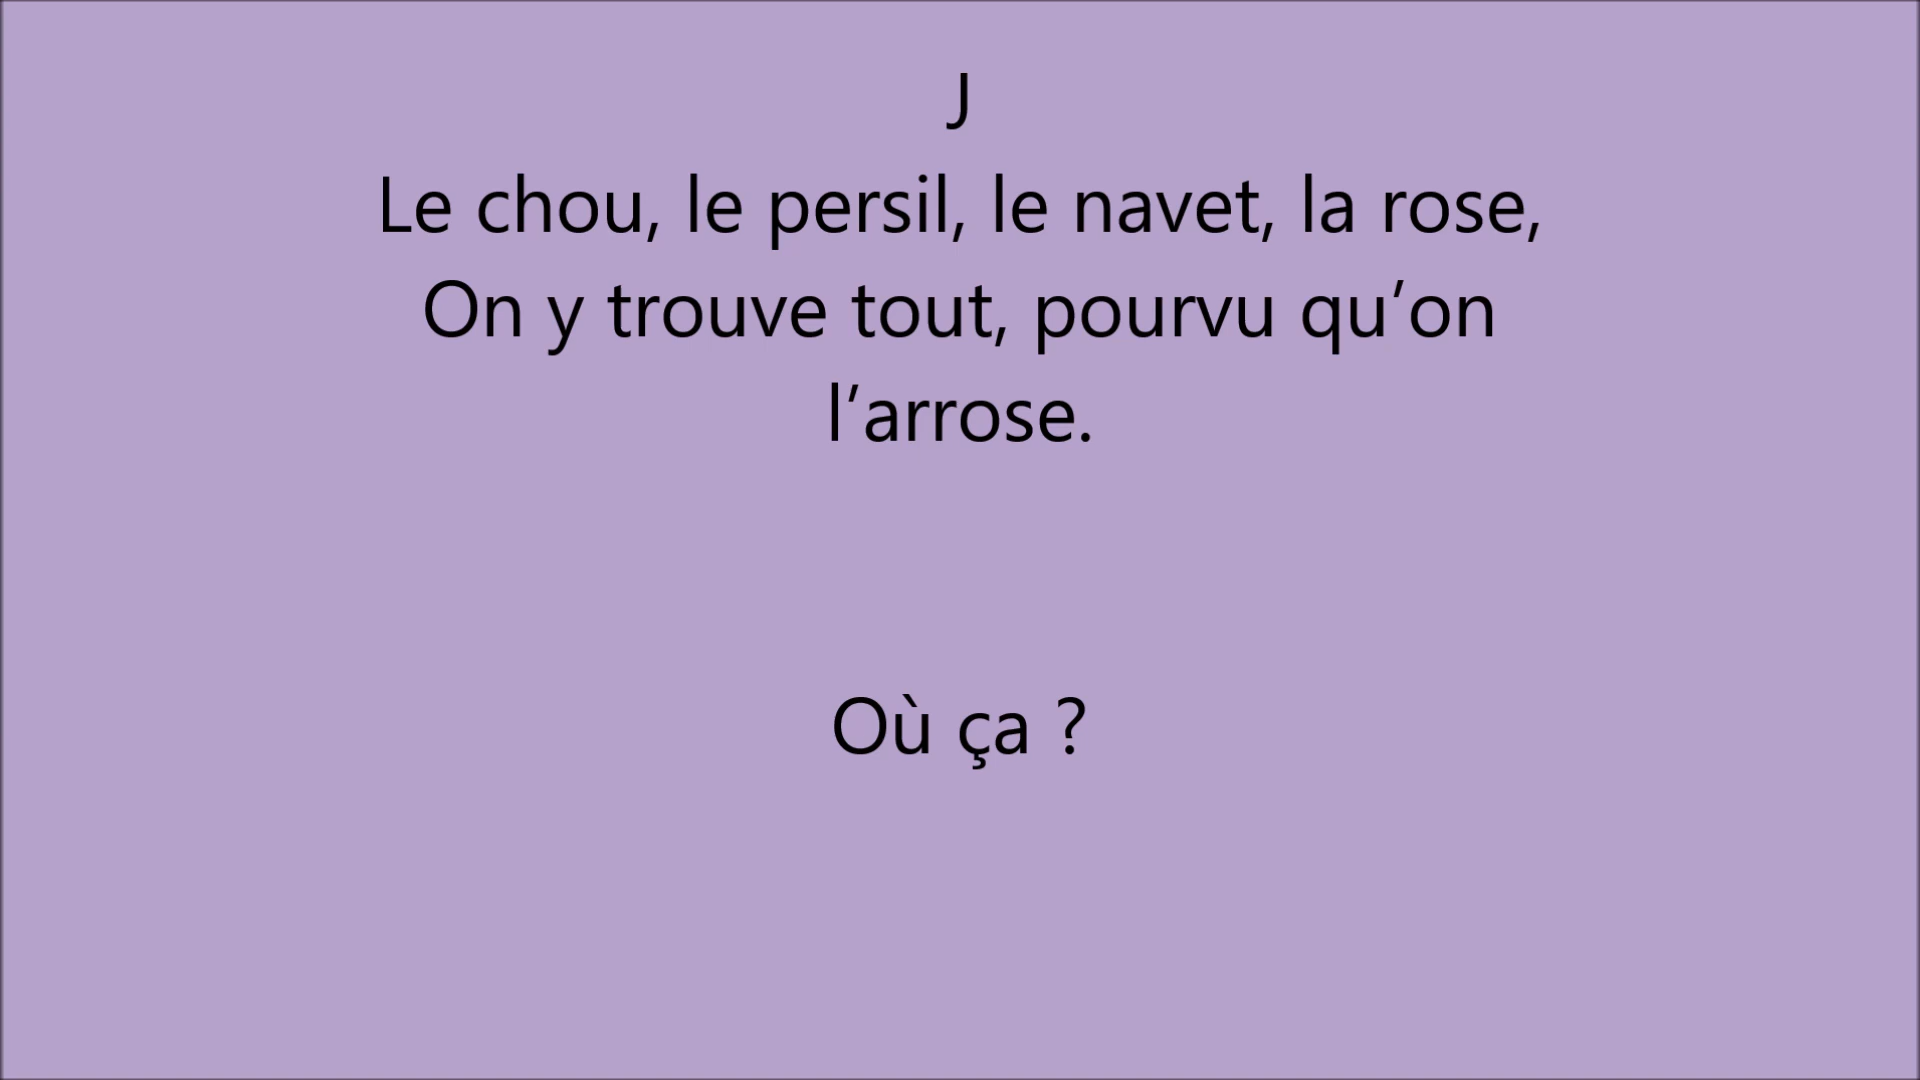 J
Le chou, le persil, le navet, la rose,
On y trouve tout, pourvu qu’on
l’arrose.
Où ça ?